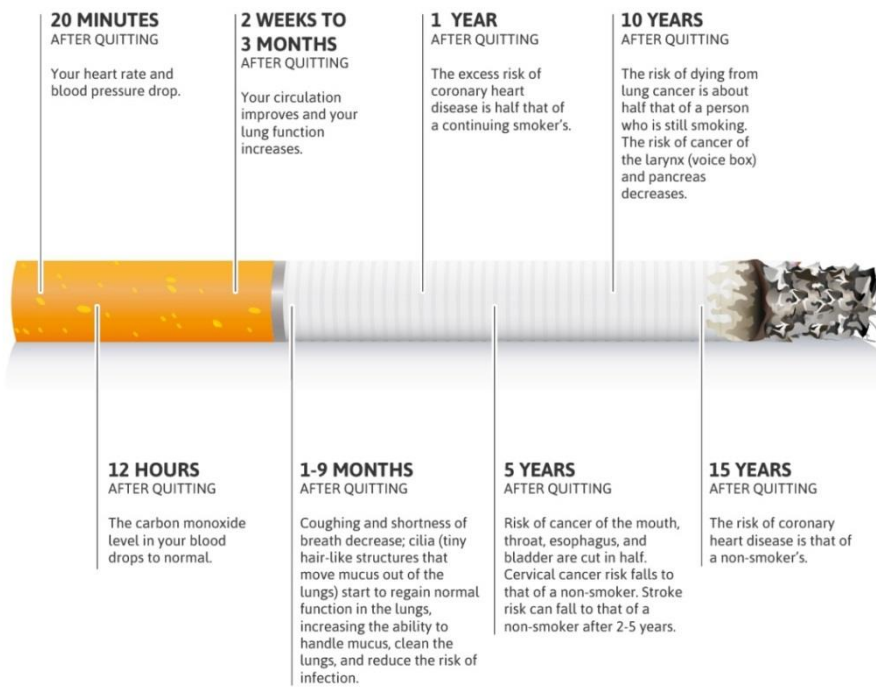 20 MINUTES
AFTER QUITTING
Your heart rate and
blood pressure drop.
2 WEEKS TO
3 MONTHS
AFTER QUITTING
Your circulation
improves and your
lung function
increases.
1 YEAR
AFTER QUITTING
The excess risk of
coronary heart
disease is half that of
a continuing smoker's.
10 YEARS
AFTER QUITTING
The risk of dying from
lung cancer is about
half that of a person
who is still smoking.
The risk of cancer of
the larynx (voice box)
and pancreas
decreases.
12 HOURS
AFTER QUITTING
The carbon monoxide
level in your blood
drops to normal.
1-9 MONTHS
AFTER QUITTING
Coughing and shortness of
breath decrease; cilia (tiny
hair-like structures that
move mucus out of the
lungs) start to regain normal
function in the lungs,
increasing the ability to
handle mucus, clean the
lungs, and reduce the risk of
infection.
5 YEARS
AFTER QUITTING
Risk of cancer of the mouth,
throat, esophagus, and
bladder are cut in half.
Cervical cancer risk falls to
that of a non-smoker. Stroke
risk can fall to that of a
non-smoker after 2-5 years.
15 YEARS
AFTER QUITTING
The risk of coronary
heart disease is that of
a non-smoker's.